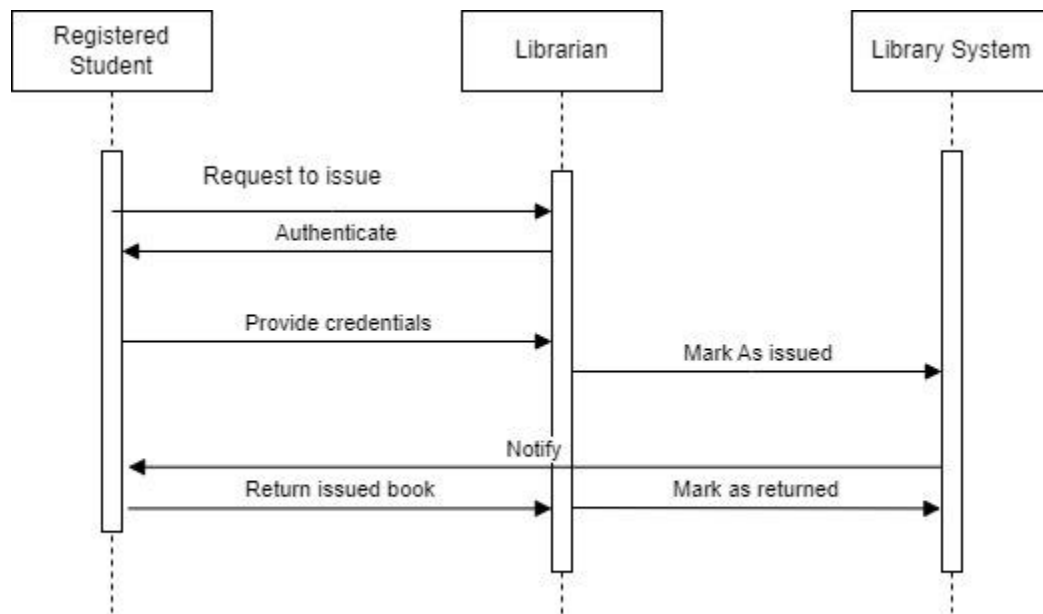 Registered
Student
Librarian
Library System
Request to issue
Authenticate
Provide credentials
Mark As issued
Notify
Return issued book
Mark as returned